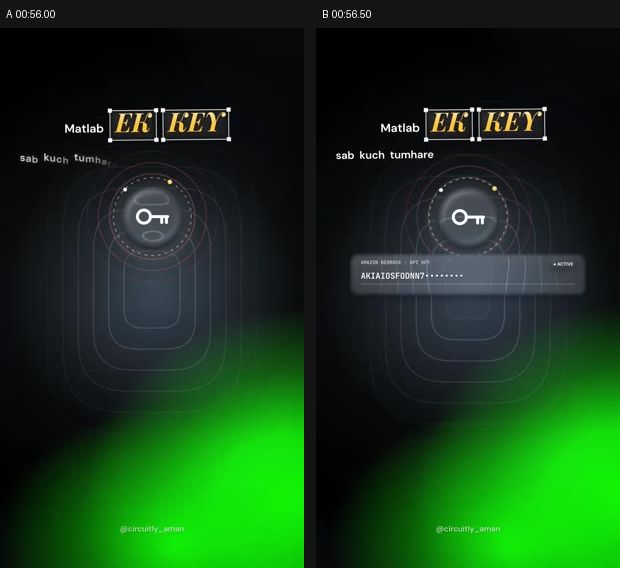 A 00:56.00
Matlab EK KEY
sab kuch
@circuitly_aman
B 00:56.50
Matlab EK KEY
sab kuch tumhare
AMAZON BEDROCK - API KEY
ACTIVE
AKIAIOSFODNN7••••••••
@circuitly_aman